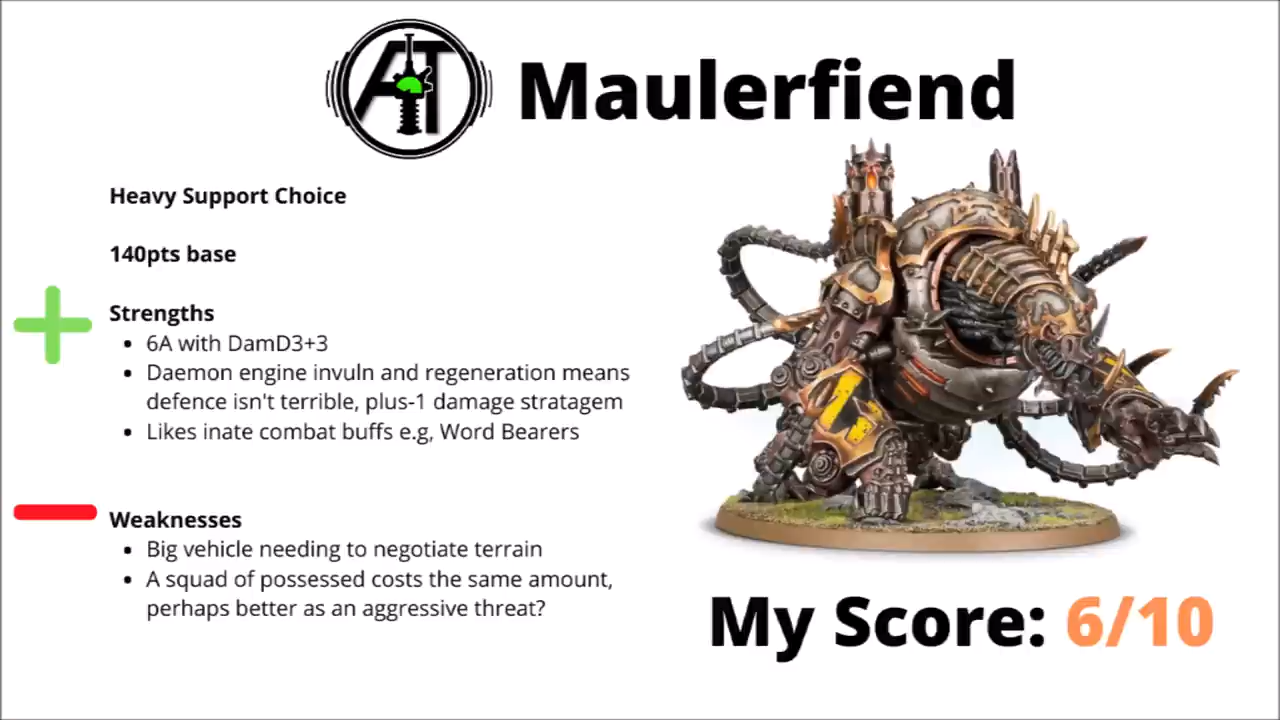 AT
Maulerfiend
Heavy Support Choice
140pts base
Strengths
• 6A with DamD3+3
• Daemon engine invuln and regeneration means
defence isn't terrible, plus-1 damage stratagem
• Likes inate combat buffs e.g, Word Bearers
Weaknesses
• Big vehicle needing to negotiate terrain
• A squad of possessed costs the same amount,
perhaps better as an aggressive threat?
My Score: 6/10